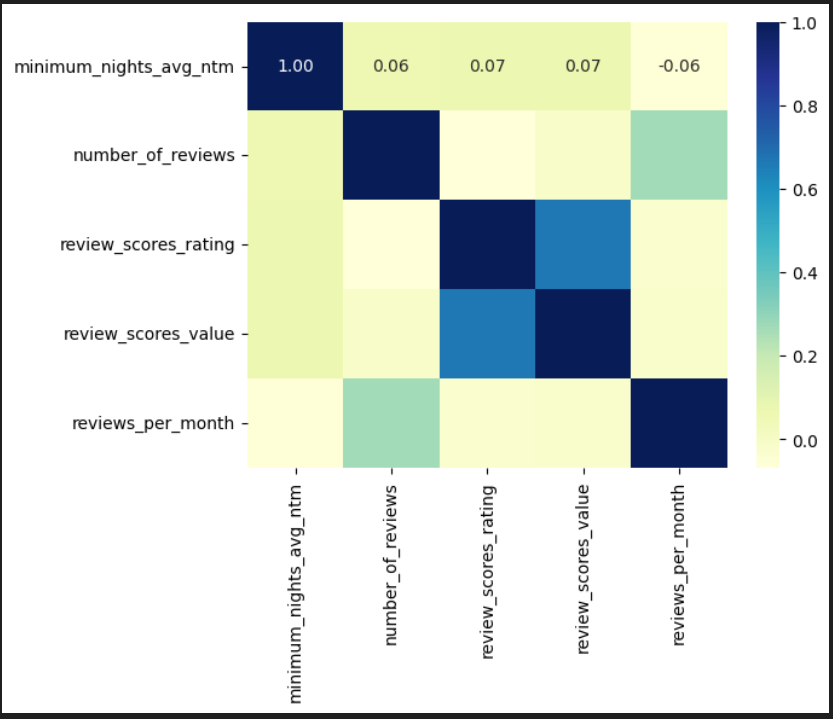 1.0
minimum_nights_avg_ntm 1.00 0.06 0.07 0.07 -0.06
0.8
number_of_reviews
0.6
review_scores_rating
0.4
review_scores_value
0.2
reviews_per_month
0.0
minimum_nights_avg_ntm
number_of_reviews
review_scores_rating
review_scores_value
reviews_per_month